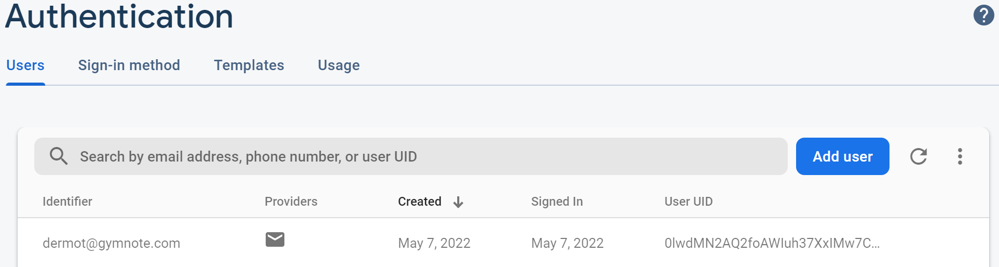 Authentication
?
Users Sign-in method Templates Usage
Search by email address, phone number, or user UID Add user
Identifier Providers Created Signed In User UID
dermot@gymnote.com May 7, 2022 May 7, 2022 0lwdMN2AQ2foAWIuh37XxIMw7C...